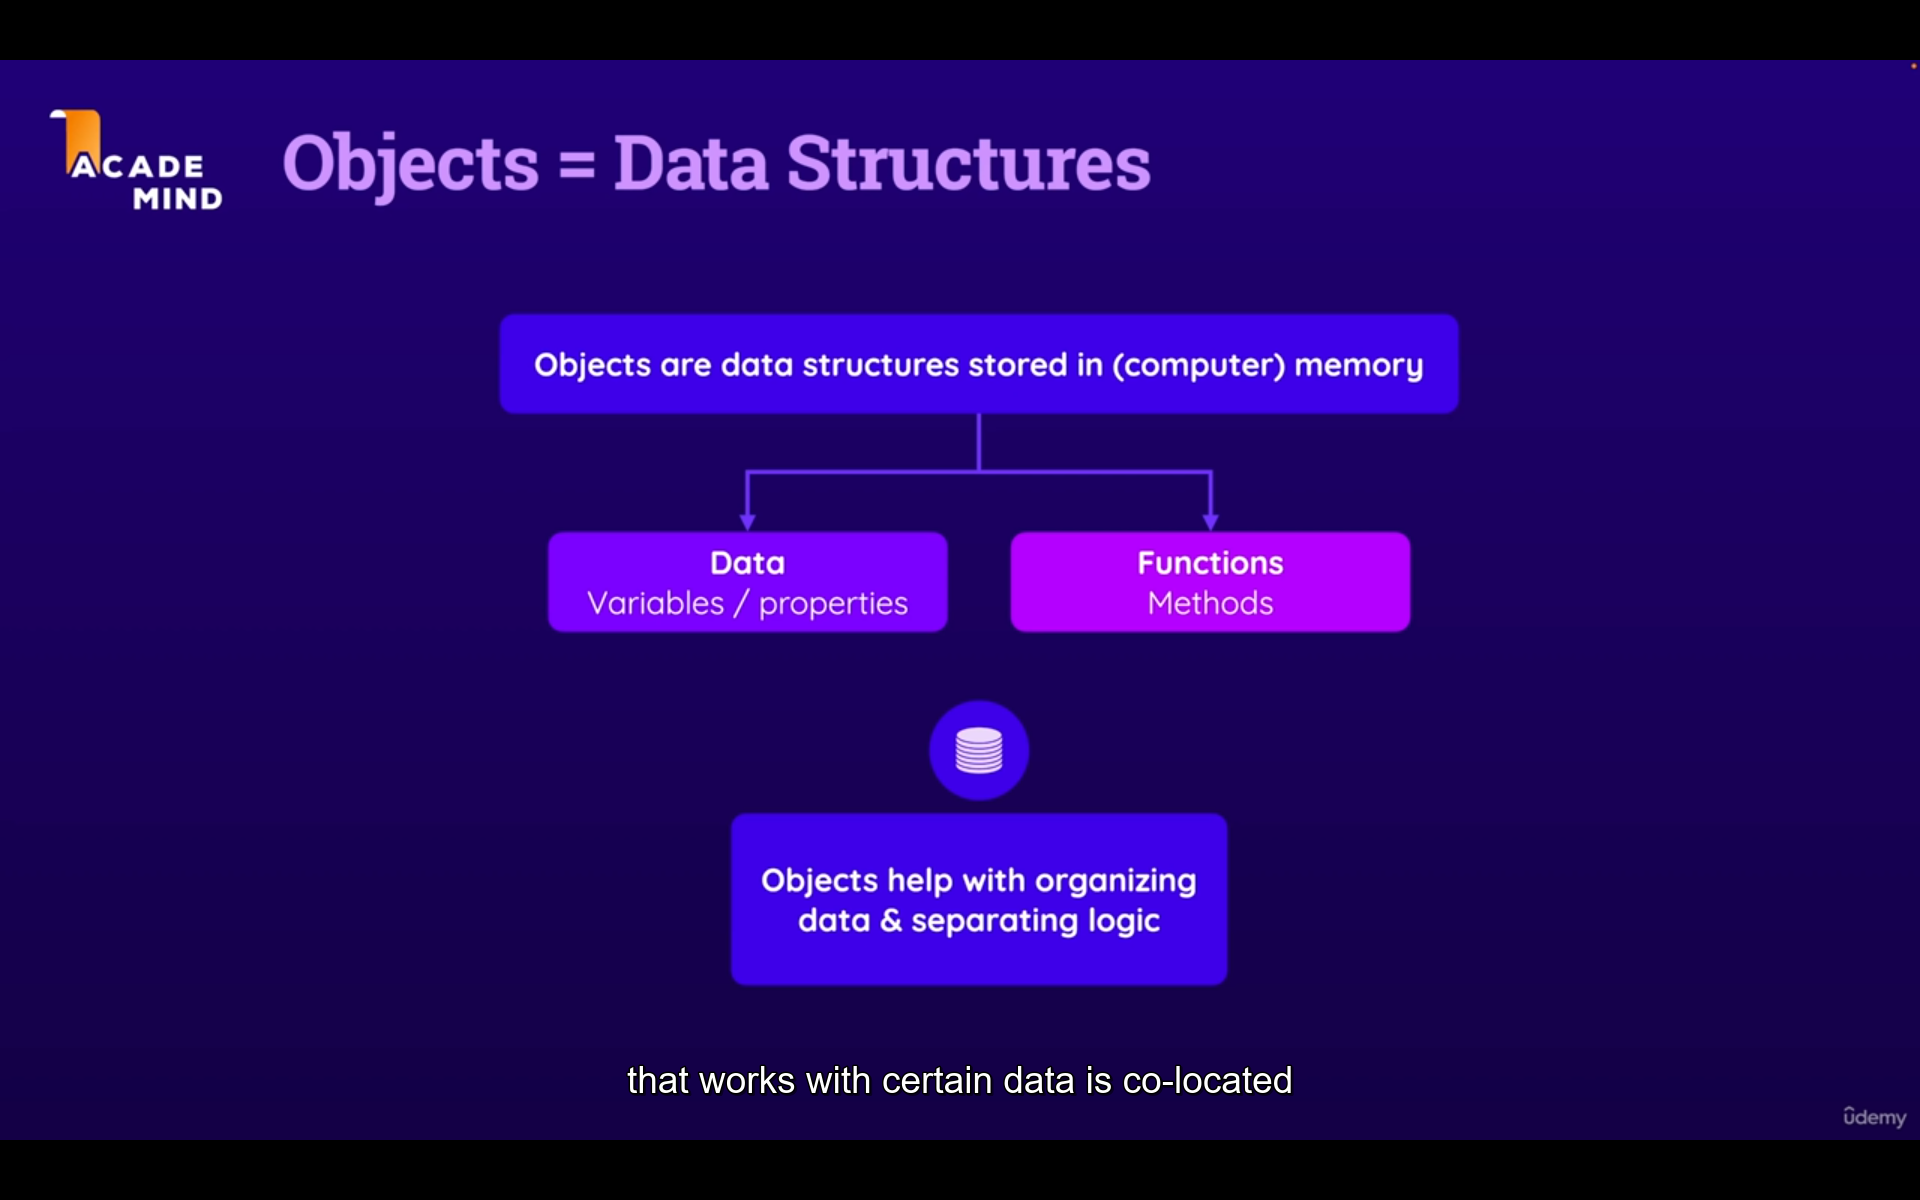 ACADE
MIND
Objects = Data Structures
Objects are data structures stored in (computer) memory
Data
Variables / properties
Functions
Methods
Objects help with organizing
data & separating logic
that works with certain data is co-located
ûdemy